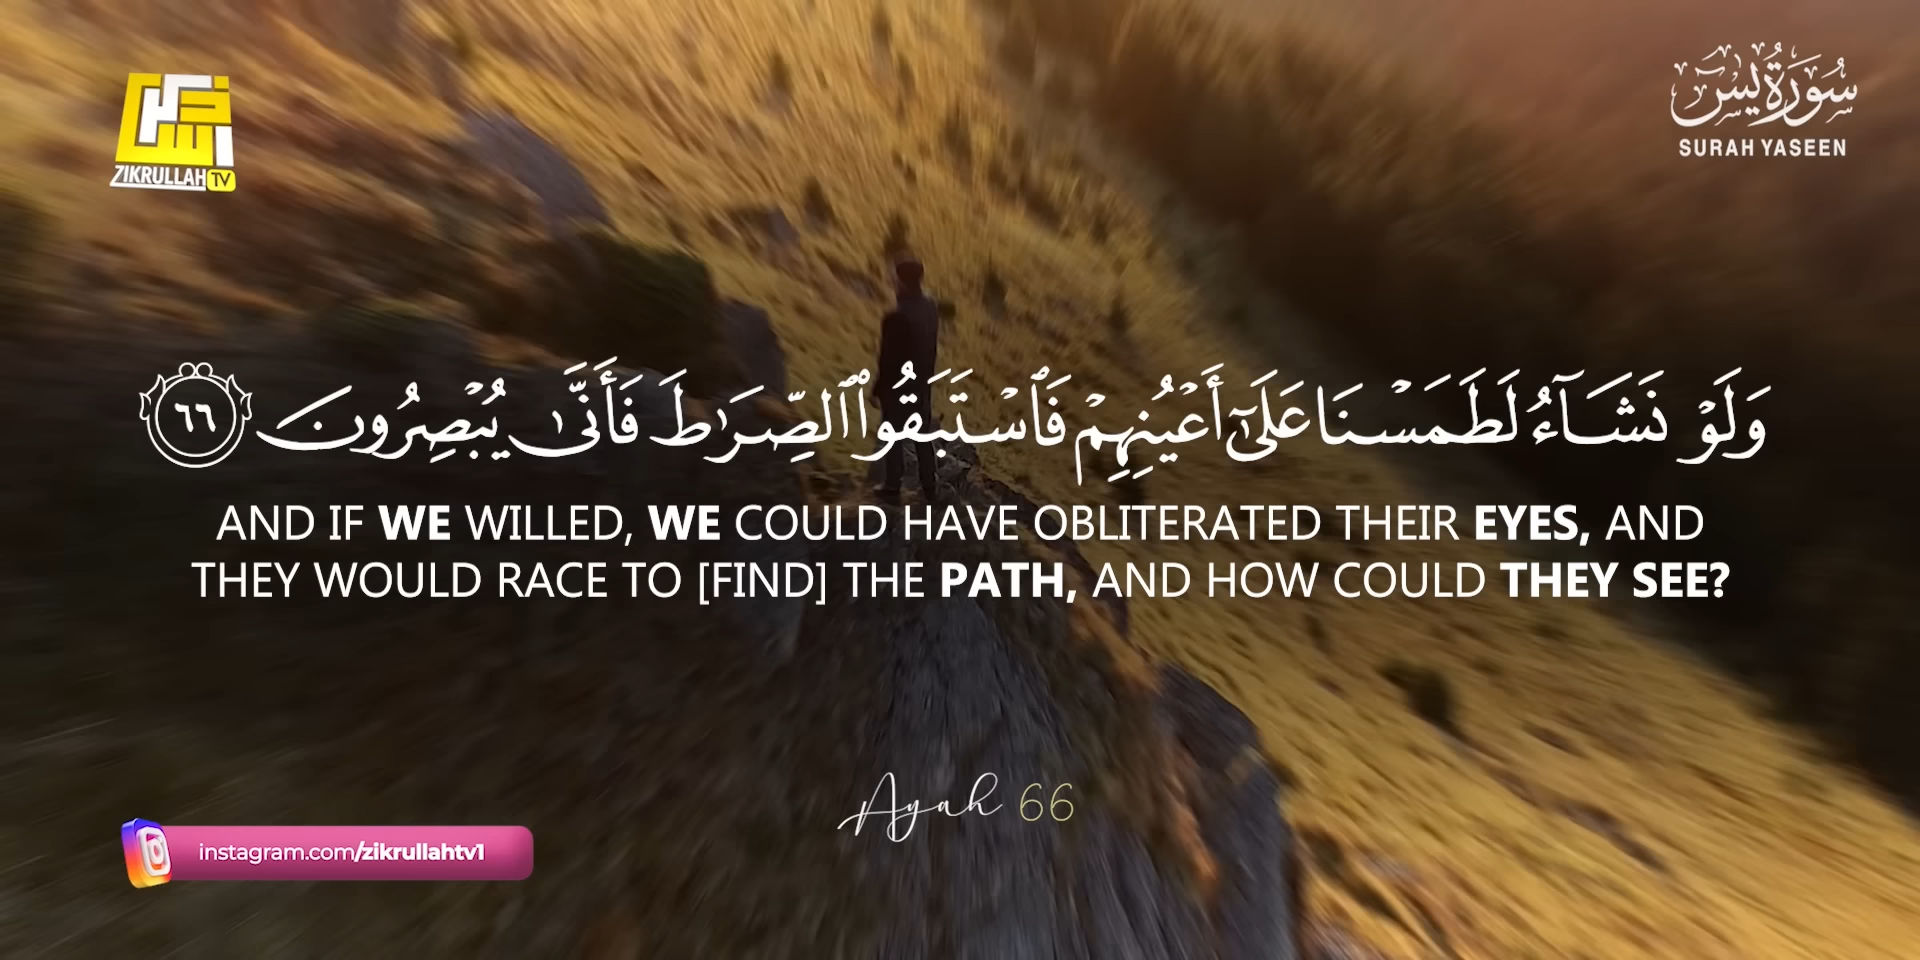 ذكر الله
ZIKRULLAH TV
سُورَةُ يسٓ
SURAH YASEEN
وَلَوْ نَشَآءُ لَطَمَسْنَا عَلَىٰٓ أَعْيُنِهِمْ فَٱسْتَبَقُوا۟ ٱلصِّرَٰطَ فَأَنَّىٰ يُبْصِرُونَ ٦٦
AND IF WE WILLED, WE COULD HAVE OBLITERATED THEIR EYES, AND
THEY WOULD RACE TO [FIND] THE PATH, AND HOW COULD THEY SEE?
Ayah 66
instagram.com/zikrullahtv1